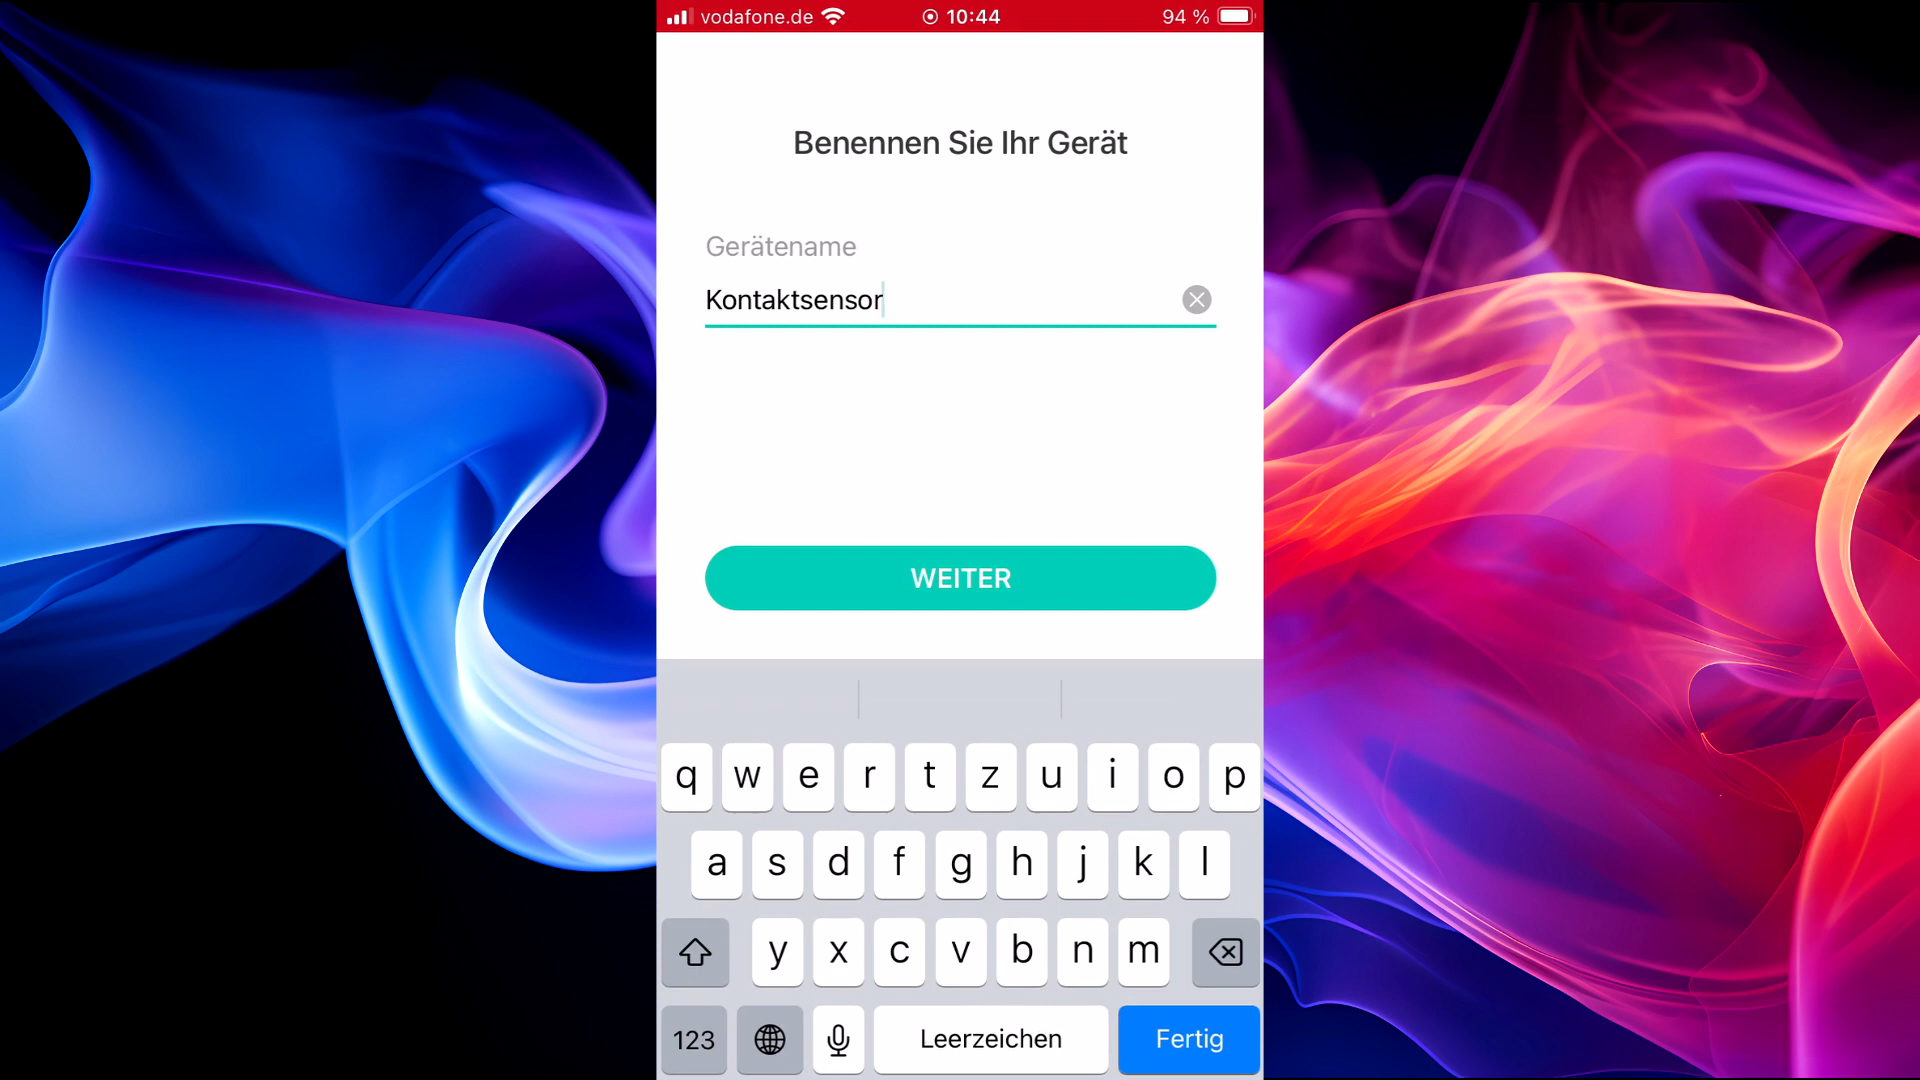 vodafone.de 10:44 94 %
Benennen Sie Ihr Gerät
Gerätename
Kontaktsensor
WEITER
q w e r t z u i o p
a s d f g h j k l
y x c v b n m
123 Leerzeichen Fertig